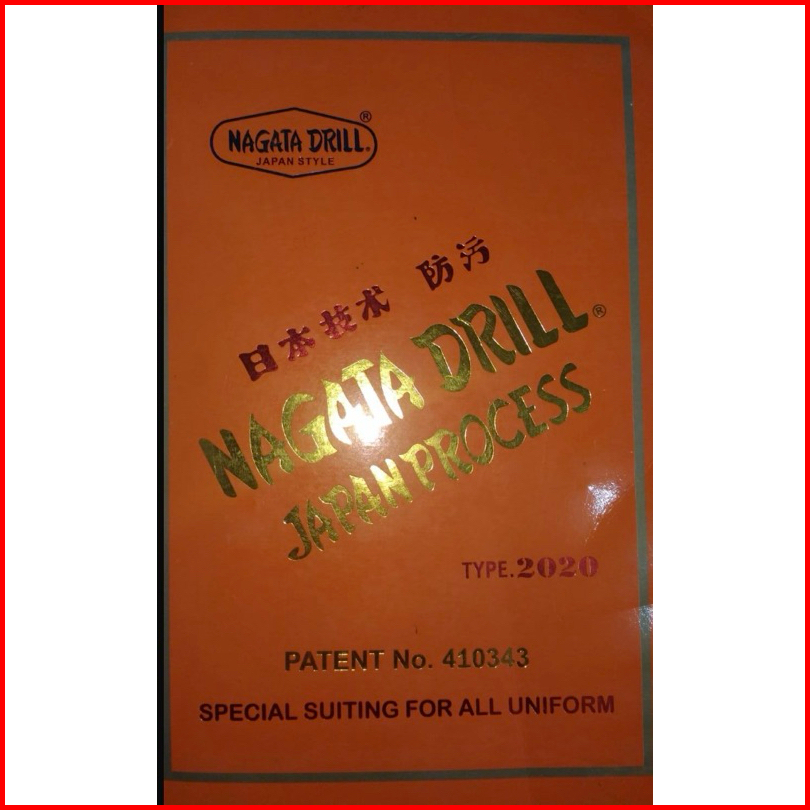 NAGATA DRILL®
JAPAN STYLE
日本技术 防污
NAGATA DRILL®
JAPAN PROCESS
TYPE.2020
PATENT No. 410343
SPECIAL SUITING FOR ALL UNIFORM